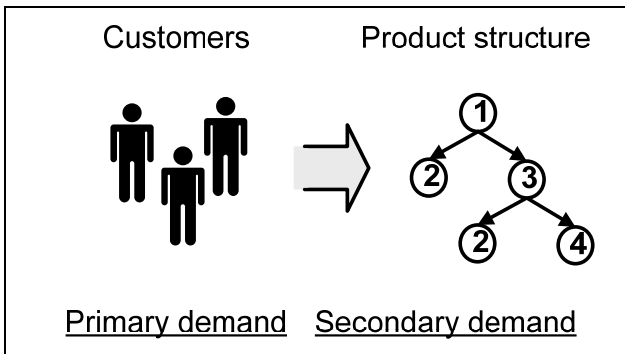 Customers Product structure
1
2 3
2 4
Primary demand Secondary demand